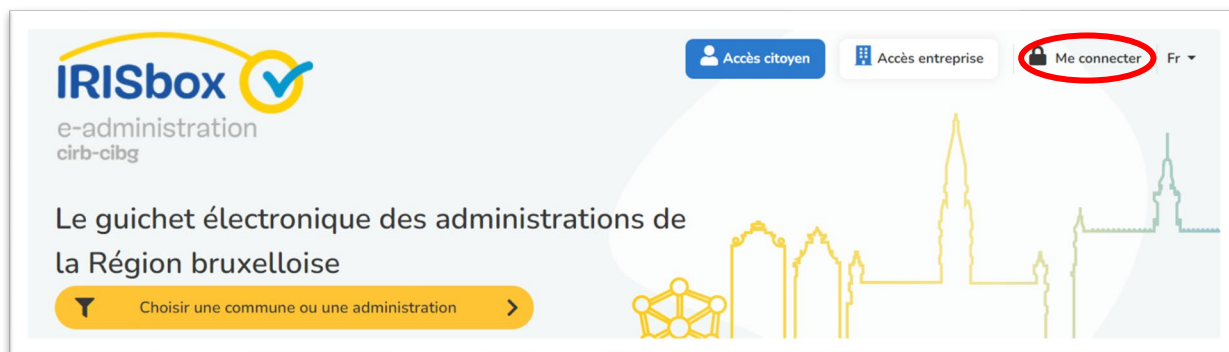 IRISbox
e-administration
cirb-cibg
Accès citoyen
Accès entreprise
Me connecter
Fr
Le guichet électronique des administrations de
la Région bruxelloise
Choisir une commune ou une administration